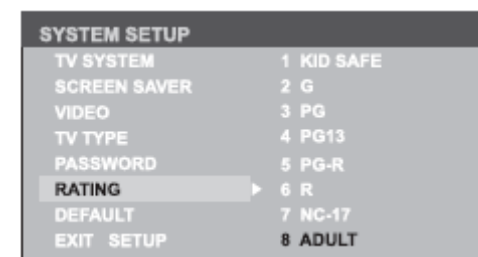 SYSTEM SETUP
TV SYSTEM
SCREEN SAVER
VIDEO
TV TYPE
PASSWORD
RATING
DEFAULT
EXIT SETUP
1 KID SAFE
2 G
3 PG
4 PG13
5 PG-R
6 R
7 NC-17
8 ADULT